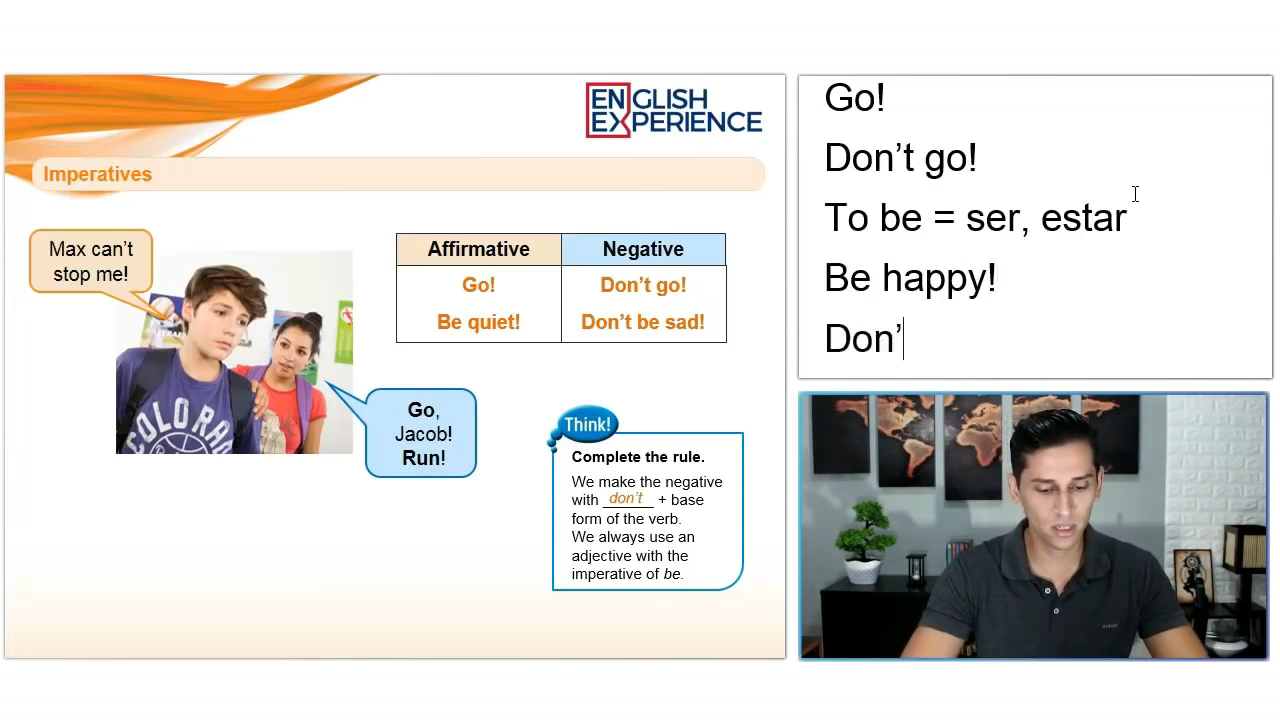 ENGLISH
EXPERIENCE
Imperatives
Max can't
stop me!
COLORA
Go,
Jacob!
Run!
Affirmative Negative
Go! Don't go!
Be quiet! Don't be sad!
Think!
Complete the rule.
We make the negative
with don't + base
form of the verb.
We always use an
adjective with the
imperative of be.
Go!
Don’t go!
To be = ser, estar
Be happy!
Don’